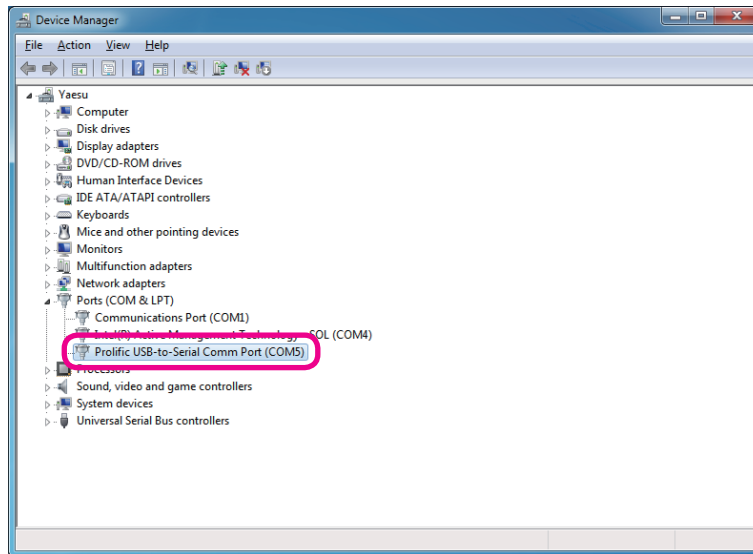 Device Manager
File Action View Help
Yaesu
Computer
Disk drives
Display adapters
DVD/CD-ROM drives
Human Interface Devices
IDE ATA/ATAPI controllers
Keyboards
Mice and other pointing devices
Monitors
Multifunction adapters
Network adapters
Ports (COM & LPT)
Communications Port (COM1)
Intel(R) Active Management Technology - SOL (COM4)
Prolific USB-to-Serial Comm Port (COM5)
Processors
Sound, video and game controllers
System devices
Universal Serial Bus controllers